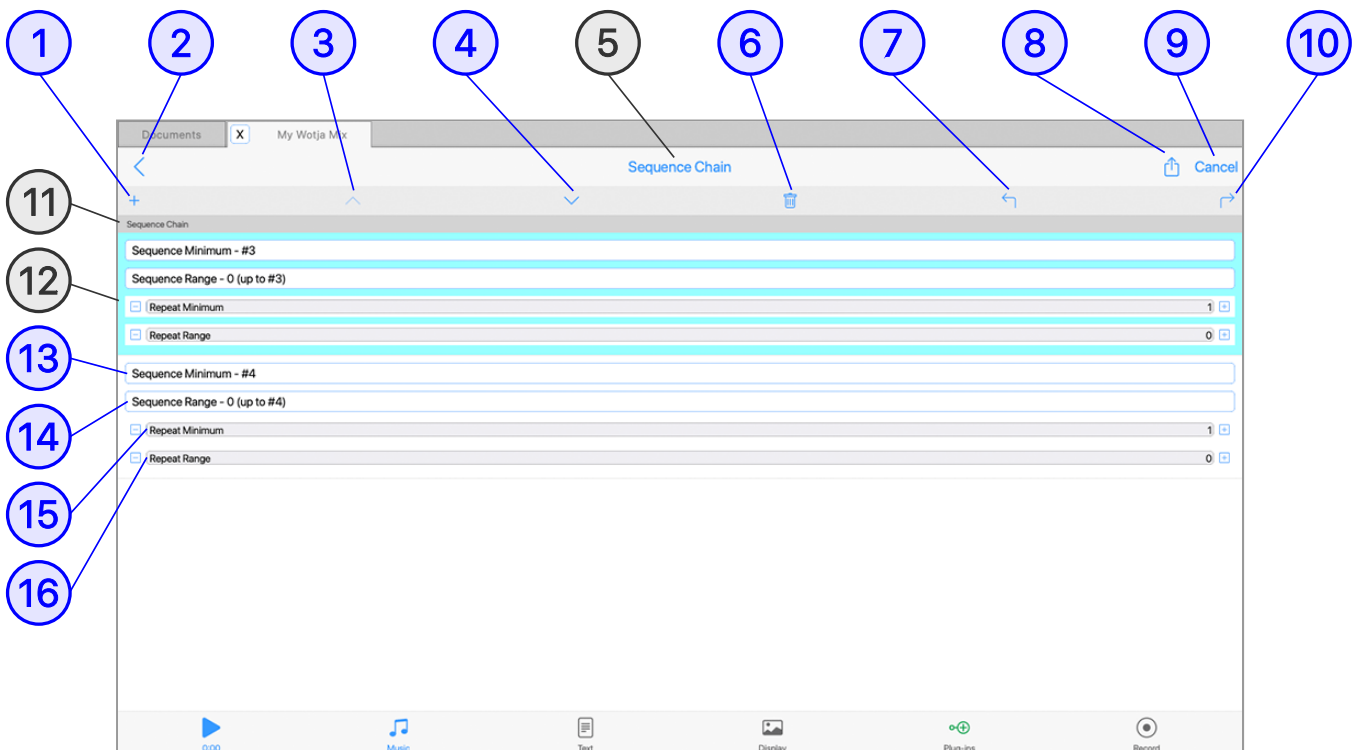 1 2 3 4 5 6 7 8 9 10
Documents X My Wotja Mix
Sequence Chain Cancel
11 Sequence Chain
Sequence Minimum - #3
12 Sequence Range - 0 (up to #3)
Repeat Minimum 1
Repeat Range 0
13 Sequence Minimum - #4
Sequence Range - 0 (up to #4)
14 Repeat Minimum 1
Repeat Range 0
15
16
0:00 Music Text Display Plug-ins Record